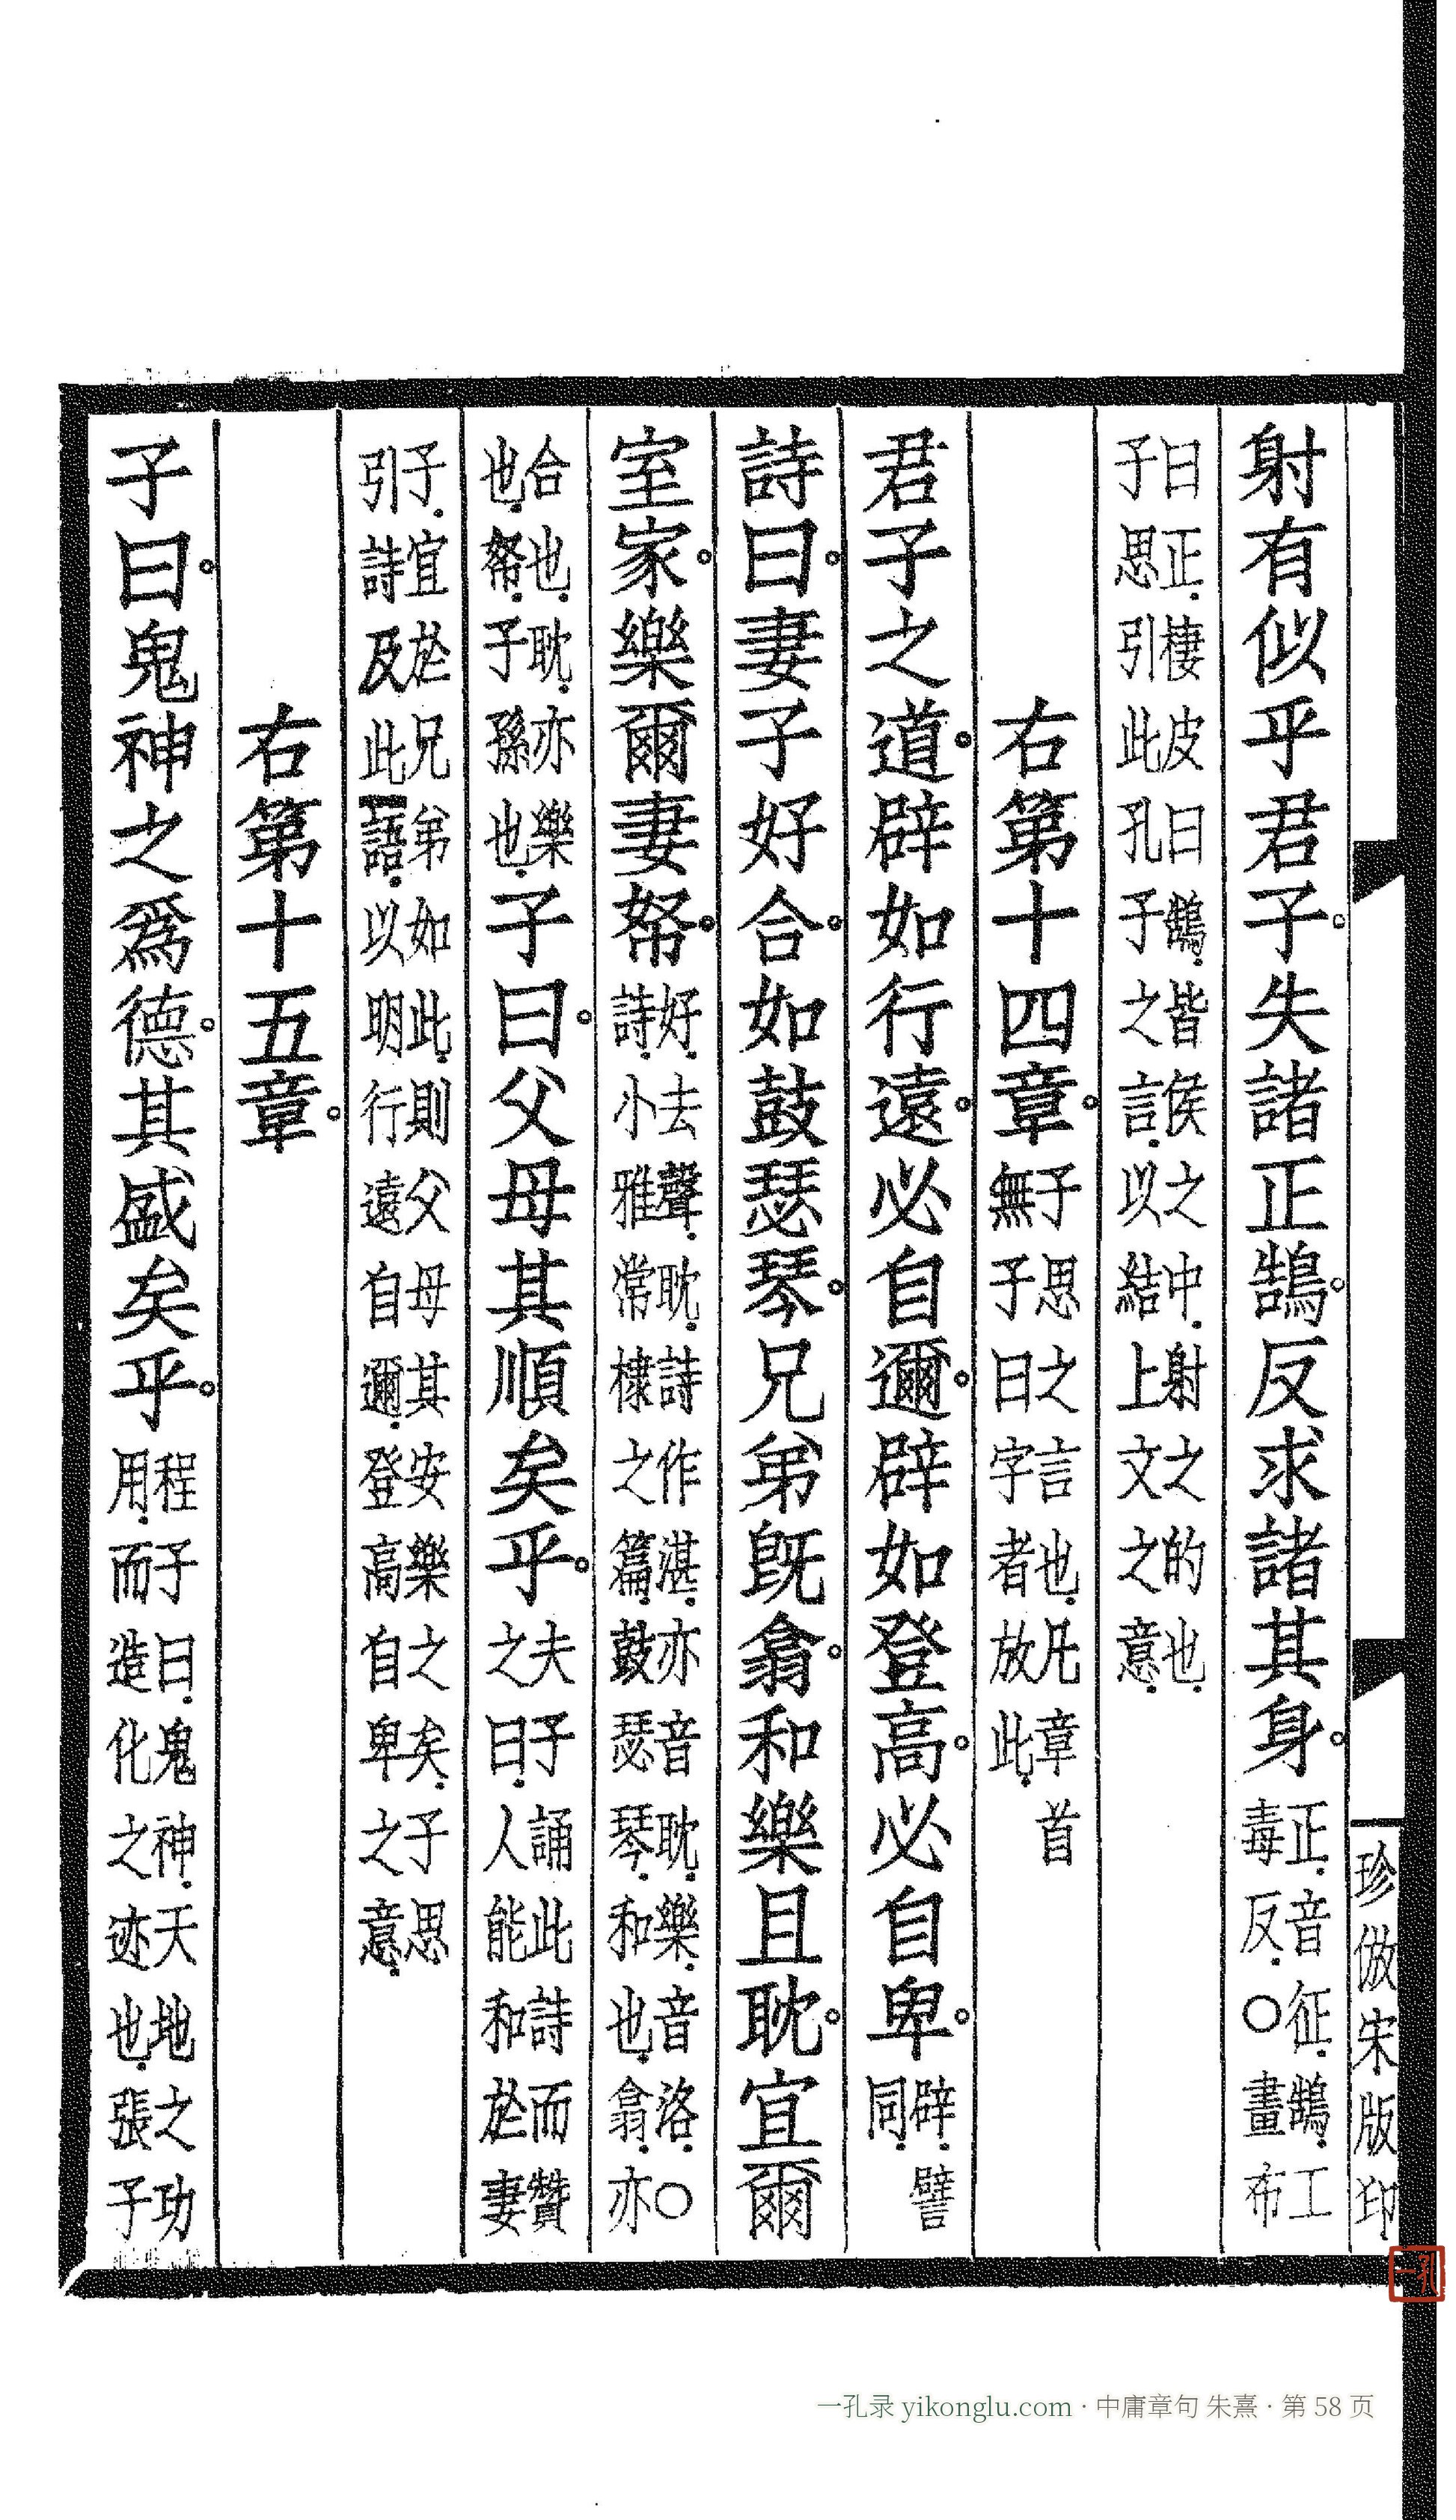 珍倣宋版印
射有似乎君子。失諸正鵠。反求諸其身。正.音征.鵠.工毒反.○畫布
曰正.棲皮曰鵠.皆侯之中.射之的也.子思引此孔子之言.以結上文之意.
右第十四章。子思之言也.凡章首無子曰字者放此.
君子之道。辟如行遠。必自邇。辟如登高。必自卑。辟.譬同.
詩曰。妻子好合。如鼓瑟琴。兄弟既翕。和樂且耽。宜爾
室家。樂爾妻帑。好.去聲.耽.詩作湛.亦音耽.樂.音洛.○詩.小雅常棣之篇.鼓瑟琴.和也.翕.亦
合也.耽.亦樂也.帑.子孫也.子曰。父母其順矣乎。夫子誦此詩而贊之曰.人能和於妻
子.宜於兄弟如此.則父母其安樂之矣.子思引詩及此語.以明行遠自邇.登高自卑之意.
右第十五章。
子曰。鬼神之爲德。其盛矣乎。程子曰.鬼神.天地之功用.而造化之迹也.張子
一孔
一孔录 yikonglu.com · 中庸章句 朱熹 · 第 58 页